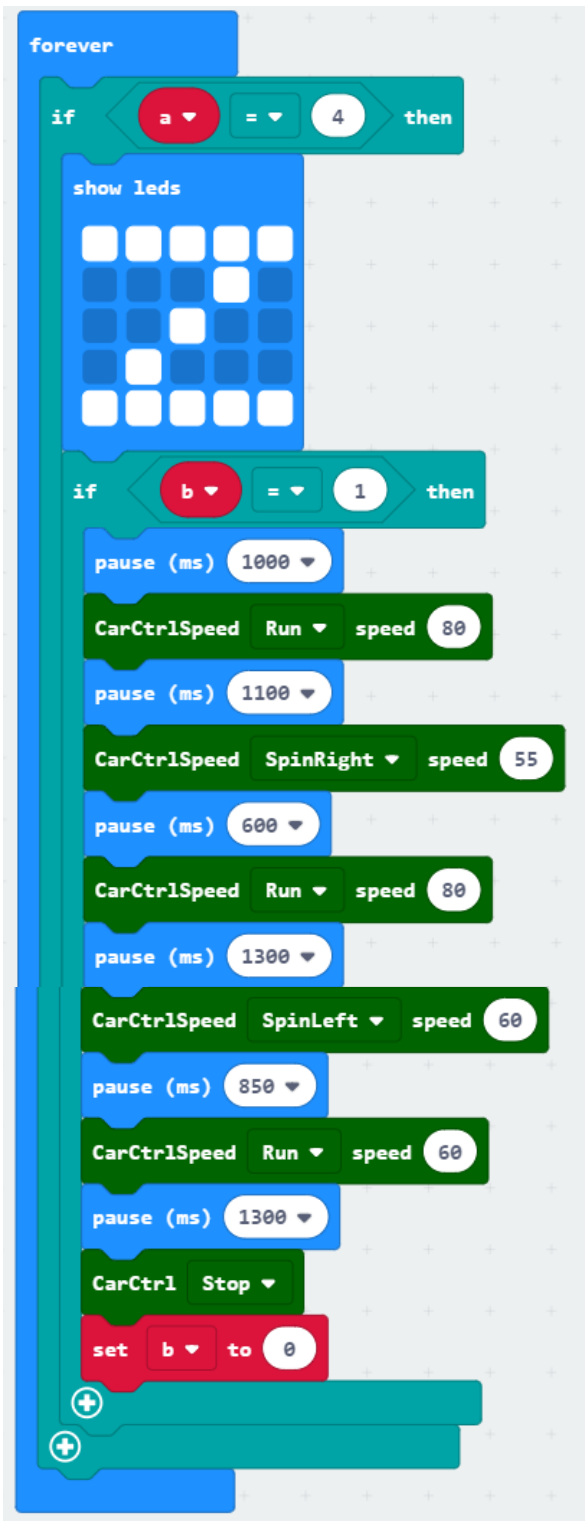 forever
if a = 4 then
show leds
if b = 1 then
pause (ms) 1000
CarCtrlSpeed Run speed 80
pause (ms) 1100
CarCtrlSpeed SpinRight speed 55
pause (ms) 600
CarCtrlSpeed Run speed 80
pause (ms) 1300
CarCtrlSpeed SpinLeft speed 60
pause (ms) 850
CarCtrlSpeed Run speed 60
pause (ms) 1300
CarCtrl Stop
set b to 0